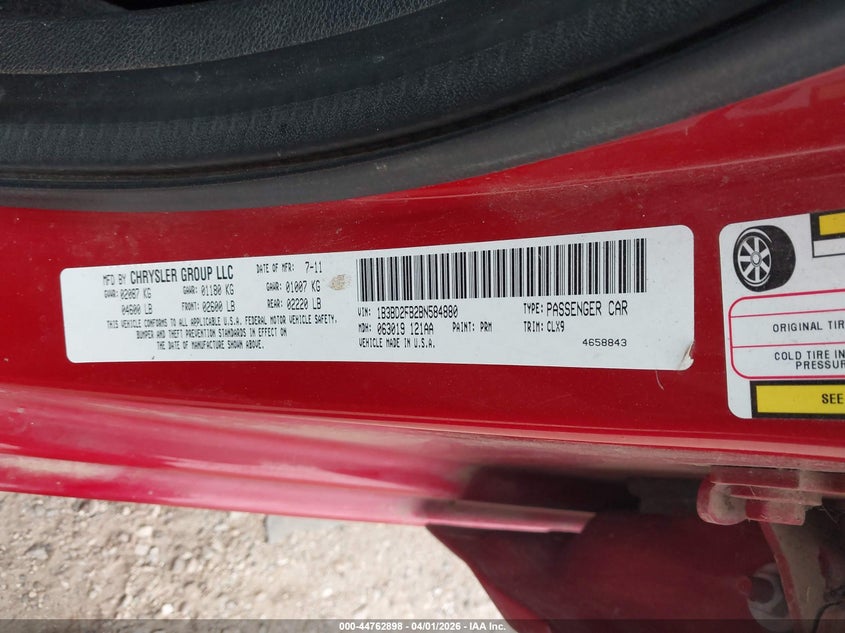 MFD BY CHRYSLER GROUP LLC DATE OF MFR: 7-11
GVWR: 02087 KG GAWR: 01180 KG GAWR: 01007 KG
04600 LB FRONT: 02600 LB REAR: 02220 LB
THIS VEHICLE CONFORMS TO ALL APPLICABLE U.S.A. FEDERAL MOTOR VEHICLE SAFETY,
BUMPER AND THEFT PREVENTION STANDARDS IN EFFECT ON
THE DATE OF MANUFACTURE SHOWN ABOVE.
VIN: 1B3BD2FB2BN584880 TYPE: PASSENGER CAR
MDH: 063019 121AA PAINT: PRM TRIM: CLX9
VEHICLE MADE IN U.S.A. 4658843
ORIGINAL TIR
COLD TIRE IN
PRESSUR
SEE
000-44762898 - 04/01/2026 - IAA Inc.